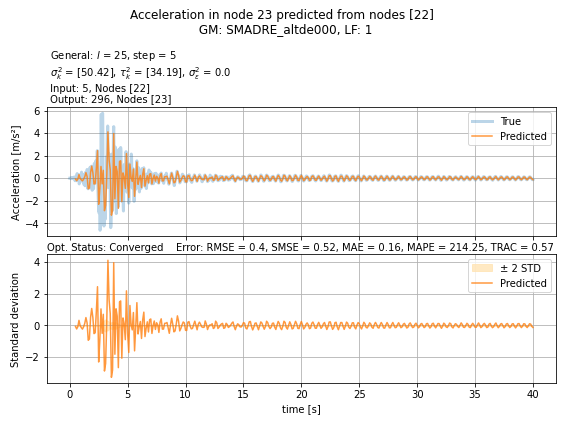 Acceleration in node 23 predicted from nodes [22]
GM: SMADRE_altde000, LF: 1
General: l = 25, step = 5
σ²ₖ = [50.42], τ²ₖ = [34.19], σ²ε = 0.0
Input: 5, Nodes [22]
Output: 296, Nodes [23]
Acceleration [m/s²]
6
4
2
0
−2
−4
True
Predicted
Opt. Status: Converged Error: RMSE = 0.4, SMSE = 0.52, MAE = 0.16, MAPE = 214.25, TRAC = 0.57
Standard deviation
4
2
0
−2
± 2 STD
Predicted
0 5 10 15 20 25 30 35 40
time [s]